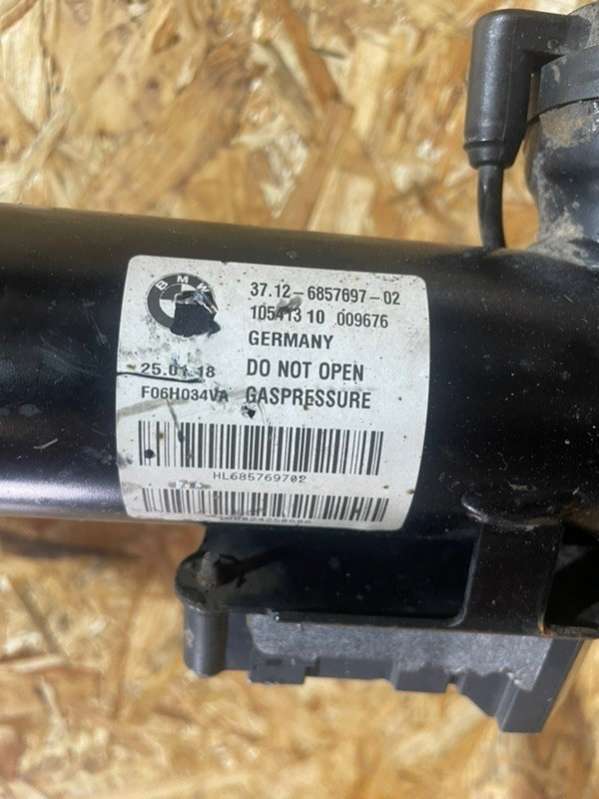 BMW
37.12-6857697-02
105413 10 009676
GERMANY
25.01.18 DO NOT OPEN
F06H034VA GASPRESSURE
HL685769702